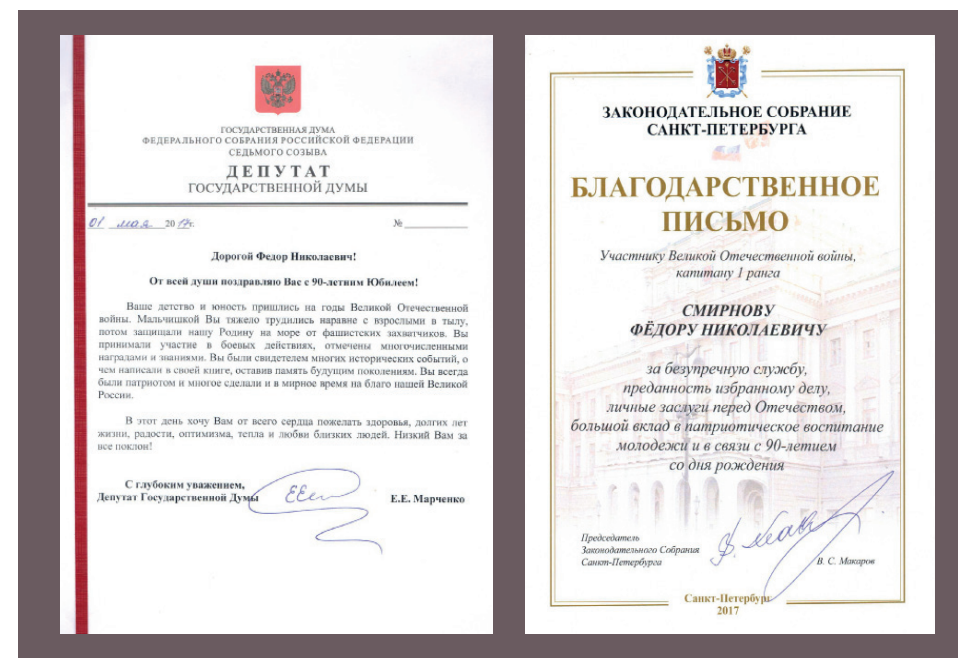 ГОСУДАРСТВЕННАЯ ДУМА
ФЕДЕРАЛЬНОГО СОБРАНИЯ РОССИЙСКОЙ ФЕДЕРАЦИИ
СЕДЬМОГО СОЗЫВА
ДЕПУТАТ
ГОСУДАРСТВЕННОЙ ДУМЫ
01 мая 2017г. №
Дорогой Федор Николаевич!
От всей души поздравляю Вас с 90-летним Юбилеем!
Ваше детство и юность пришлись на годы Великой Отечественной
войны. Мальчишкой Вы тяжело трудились наравне с взрослыми в тылу,
потом защищали нашу Родину на море от фашистских захватчиков. Вы
принимали участие в боевых действиях, отмечены многочисленными
наградами и званиями. Вы были свидетелем многих исторических событий, о
чем написали в своей книге, оставив память будущим поколениям. Вы всегда
были патриотом и многое сделали и в мирное время на благо нашей Великой
России.
В этот день хочу Вам от всего сердца пожелать здоровья, долгих лет
жизни, радости, оптимизма, тепла и любви близких людей. Низкий Вам за
все поклон!
С глубоким уважением,
Депутат Государственной Думы Е.Е. Марченко
ЗАКОНОДАТЕЛЬНОЕ СОБРАНИЕ
САНКТ-ПЕТЕРБУРГА
БЛАГОДАРСТВЕННОЕ
ПИСЬМО
Участнику Великой Отечественной войны,
капитану 1 ранга
СМИРНОВУ
ФЁДОРУ НИКОЛАЕВИЧУ
за безупречную службу,
преданность избранному делу,
личные заслуги перед Отечеством,
большой вклад в патриотическое воспитание
молодежи и в связи с 90-летием
со дня рождения
Председатель
Законодательного Собрания
Санкт-Петербурга В. С. Макаров
Санкт-Петербург
2017